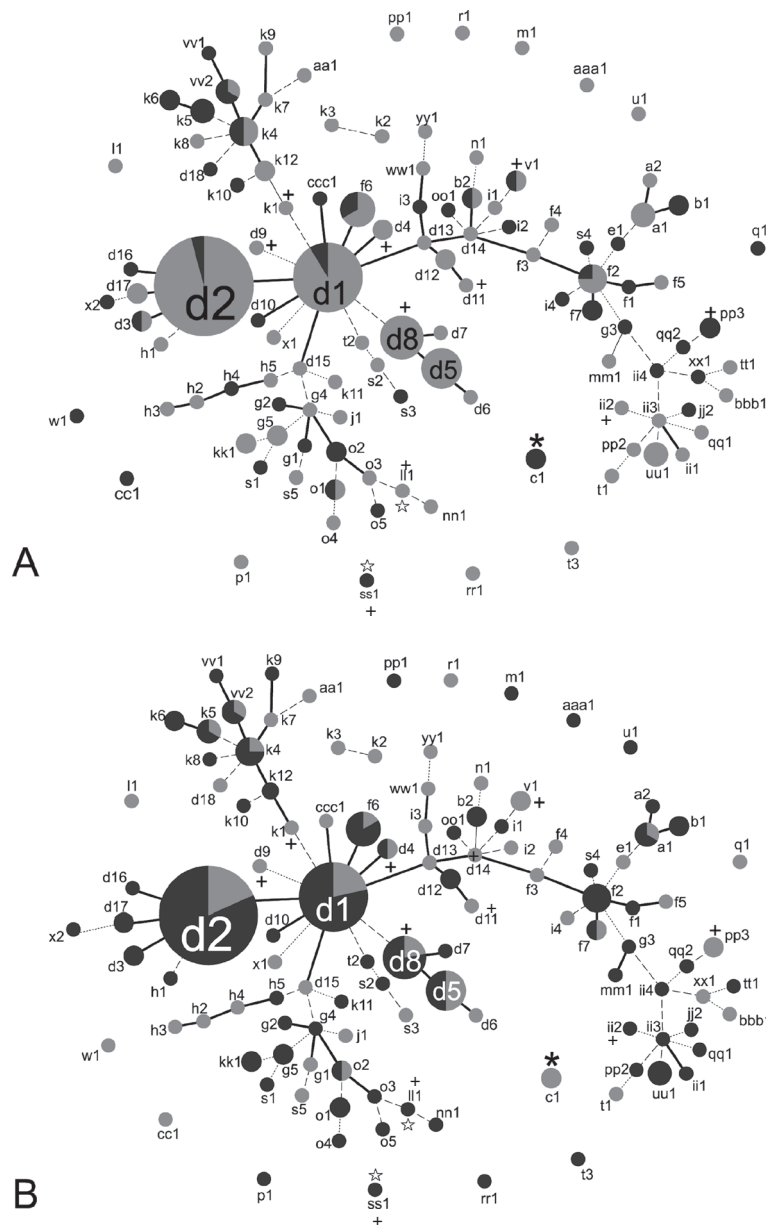 pp1 r1 m1
k9
vv1 aa1 aaa1
vv2 u1
k6 k7 k3 yy1
k5 k2 n1
l1 k8 k4 ww1 b2 + v1 a2
d18 k12 ccc1 f6 i3 oo1 i1 b1
k10 + e1 a1
k1 d4 d13 i2 f4 s4 q1
d9 + + d14
d16 d12 f3 f2
d17 d2 d1 d11 + f5
x2 d10 + i4 f7 f1 + pp3
d3 d8 d7 g3 qq2
h1 x1 t2 xx1 tt1
h5 d15 s2 d5 mm1 ii4
h4 k11 d6 bbb1
h2 g4 s3 ii2 ii3 jj2
w1 h3 g2 j1 + qq1
g5 o2 * pp2
kk1 g1 o3 + c1 uu1 ii1
s1 s5 o1 ll1 t1
cc1 ☆
o4 o5 nn1
A p1 ☆ t3
ss1 rr1
+
pp1 r1
vv1 k9 m1
aa1
k6 vv2 aaa1
k5 k7 k3 yy1 u1
k8 k4 k2 n1
l1 d18 k12 ww1 b2 v1 + a2
ccc1 f6 i3 oo1 i1 b1
k10 k1 d4 d13 f4 e1 a1
+ i2 s4 q1
d9 + + d14
d16 + d12 f3 f2
d17 d2 d1 d11 + f5
x2 d10 + i4 f7 f1 + pp3
d3 d8 d7 g3 qq2
h1 x1 t2 xx1 tt1
h5 d15 s2 d5 mm1 ii4
h4 k11 d6 bbb1
h2 g4 s3 ii2 ii3 jj2
h3 g2 j1 +
w1 g5 o2 * pp2 qq1
kk1 g1 o3 + c1 uu1 ii1
s1 s5 o1 ll1 t1
cc1 ☆
o4 o5 nn1
B p1 ☆ t3
ss1 rr1
+